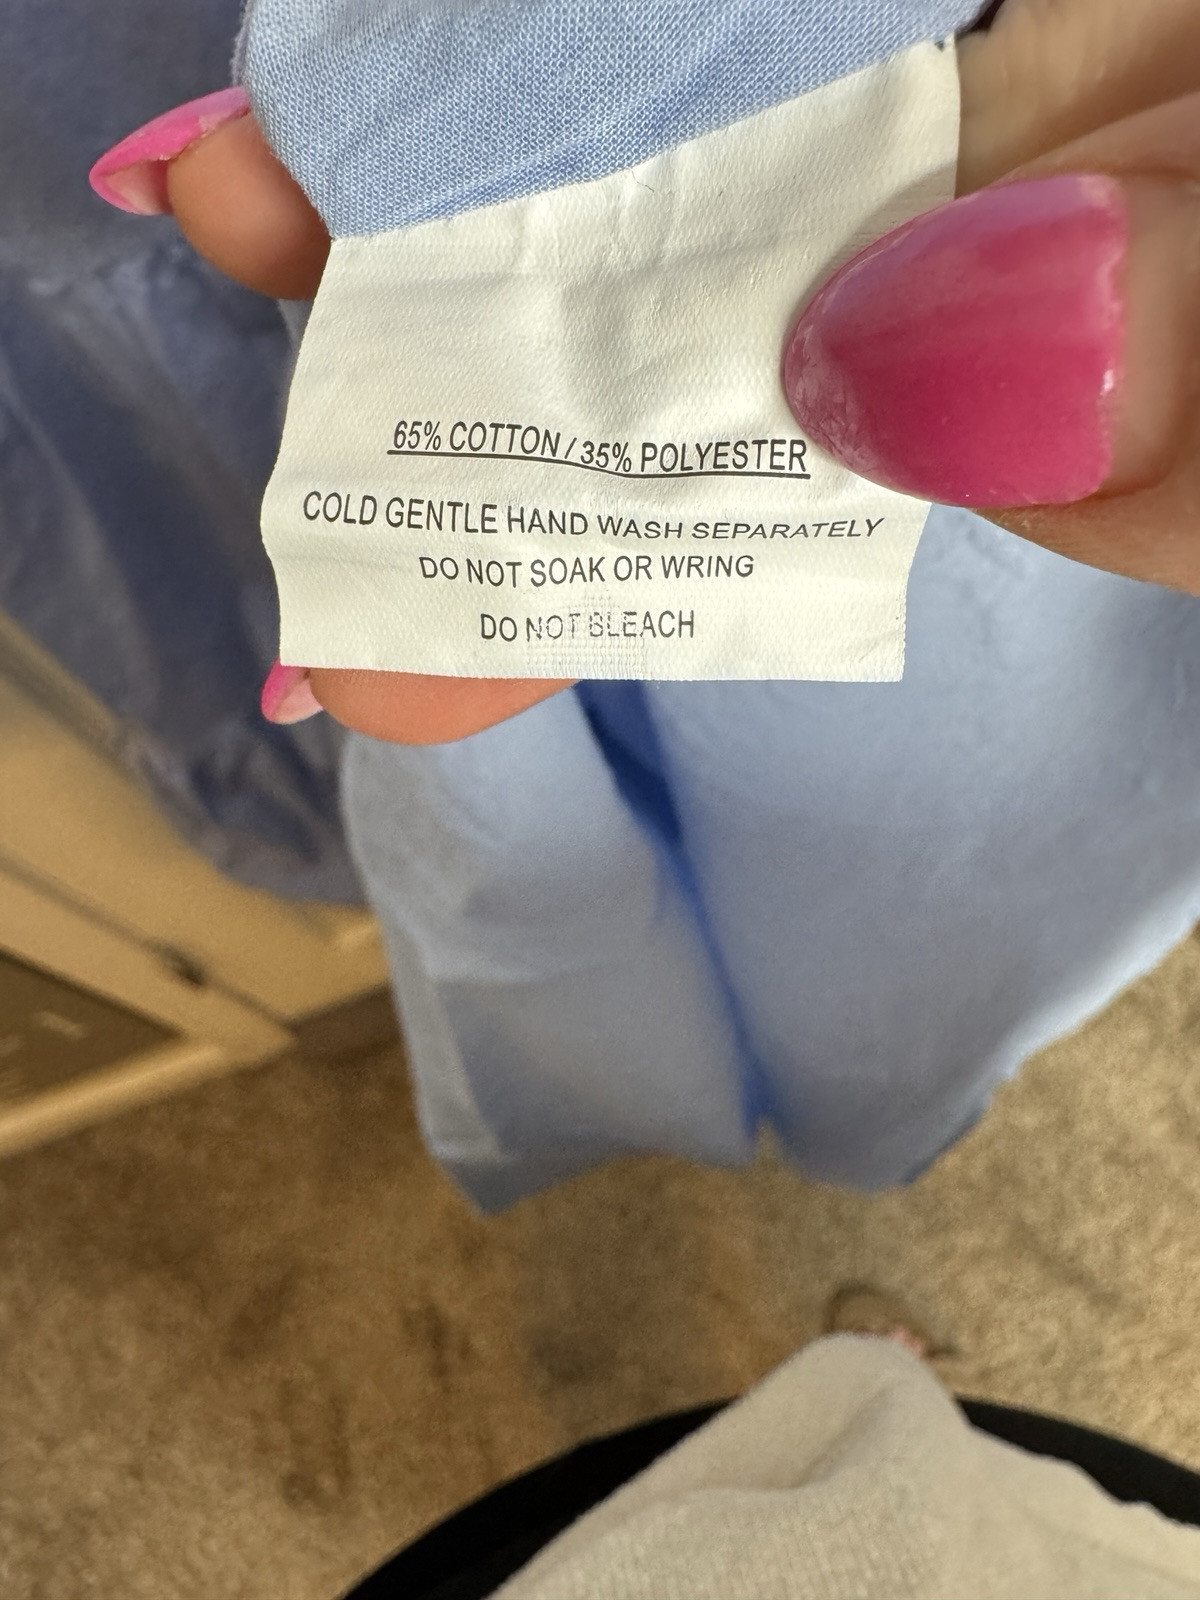 65% COTTON / 35% POLYESTER
COLD GENTLE HAND WASH SEPARATELY
DO NOT SOAK OR WRING
DO NOT BLEACH